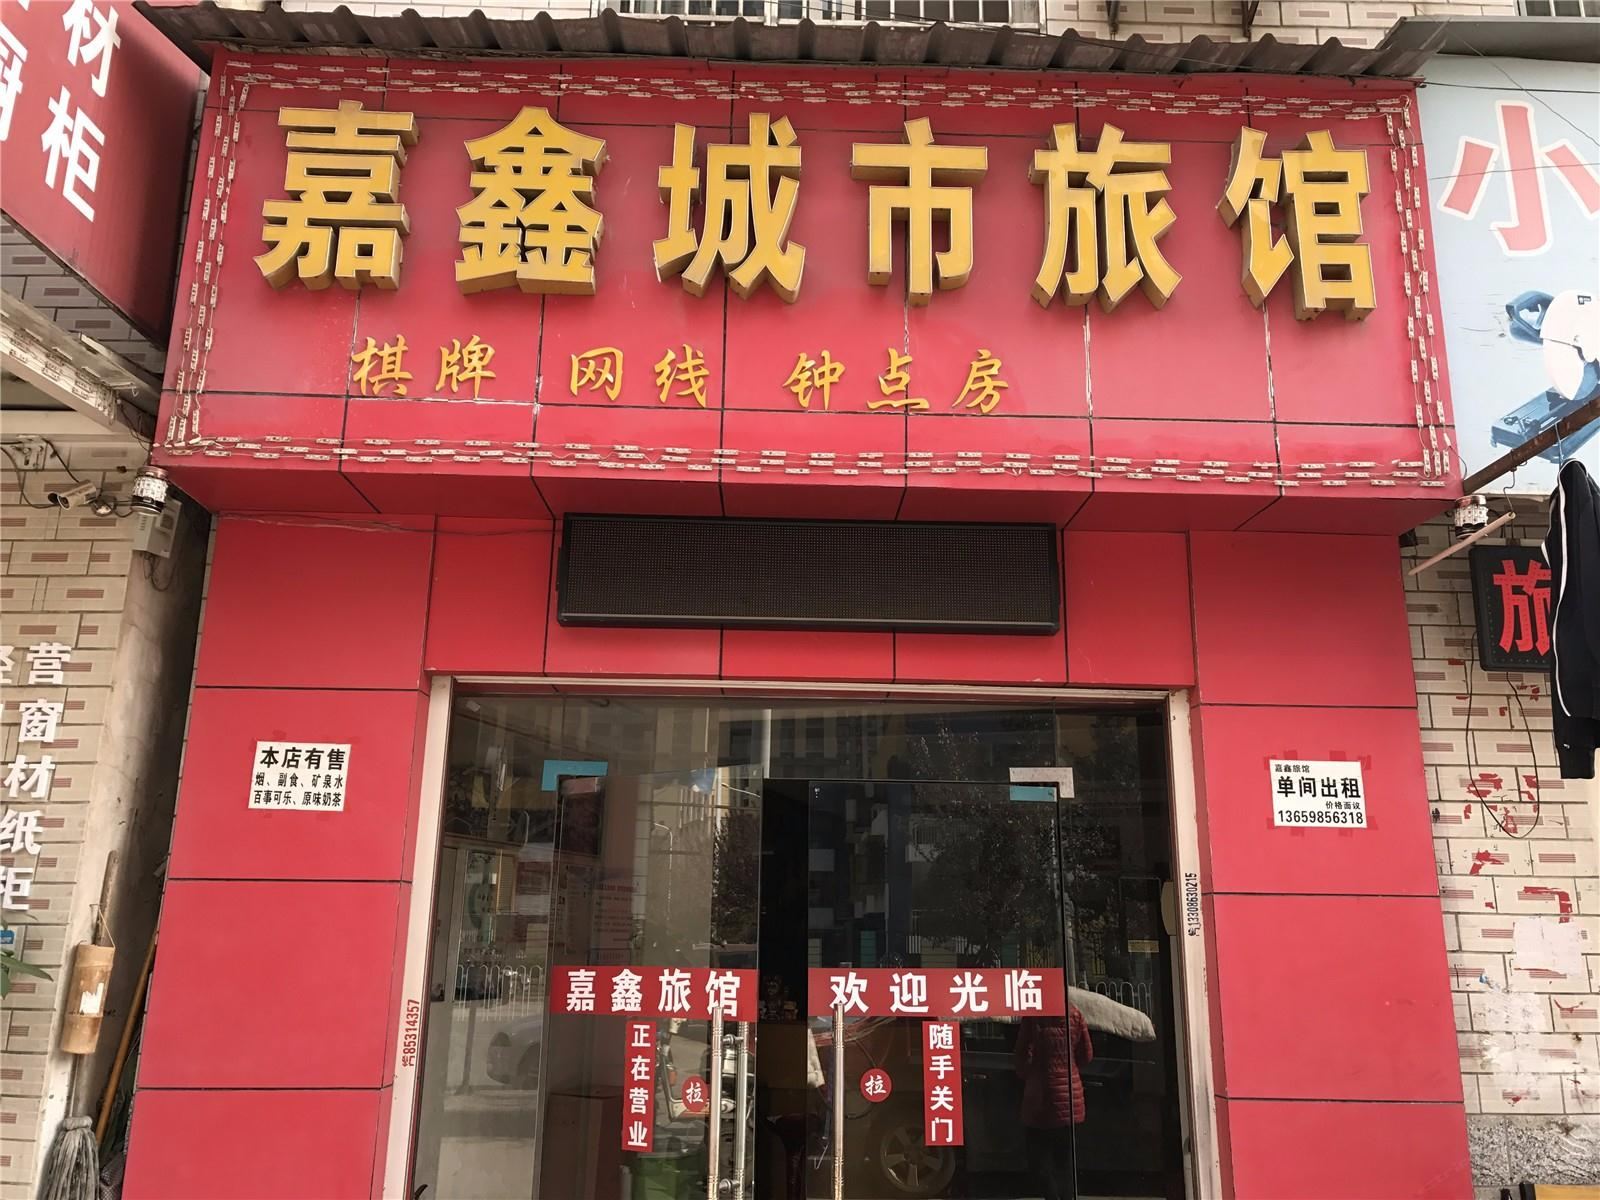 嘉鑫城市旅馆
棋牌 网线 钟点房
材柜
小
旅
营
窗
材
纸
柜
本店有售
烟、副食、矿泉水
百事可乐、原味奶茶
嘉鑫旅馆
单间出租
价格面议
13659856318
13308630215
85314357
嘉鑫旅馆
欢迎光临
正在营业
随手关门
拉
拉